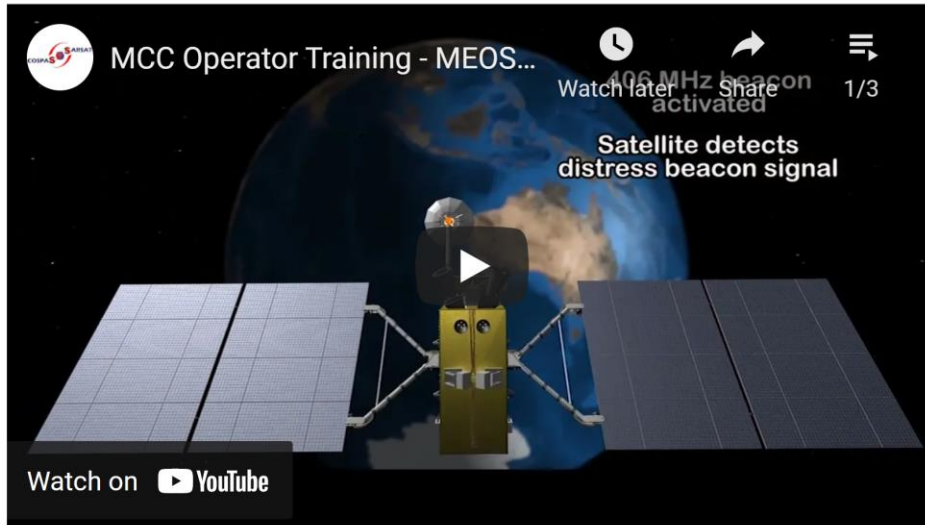 COSPAS SARSAT
MCC Operator Training - MEOS...
Watch later
Share
1/3
406 MHz beacon
activated
Satellite detects
distress beacon signal
Watch on YouTube